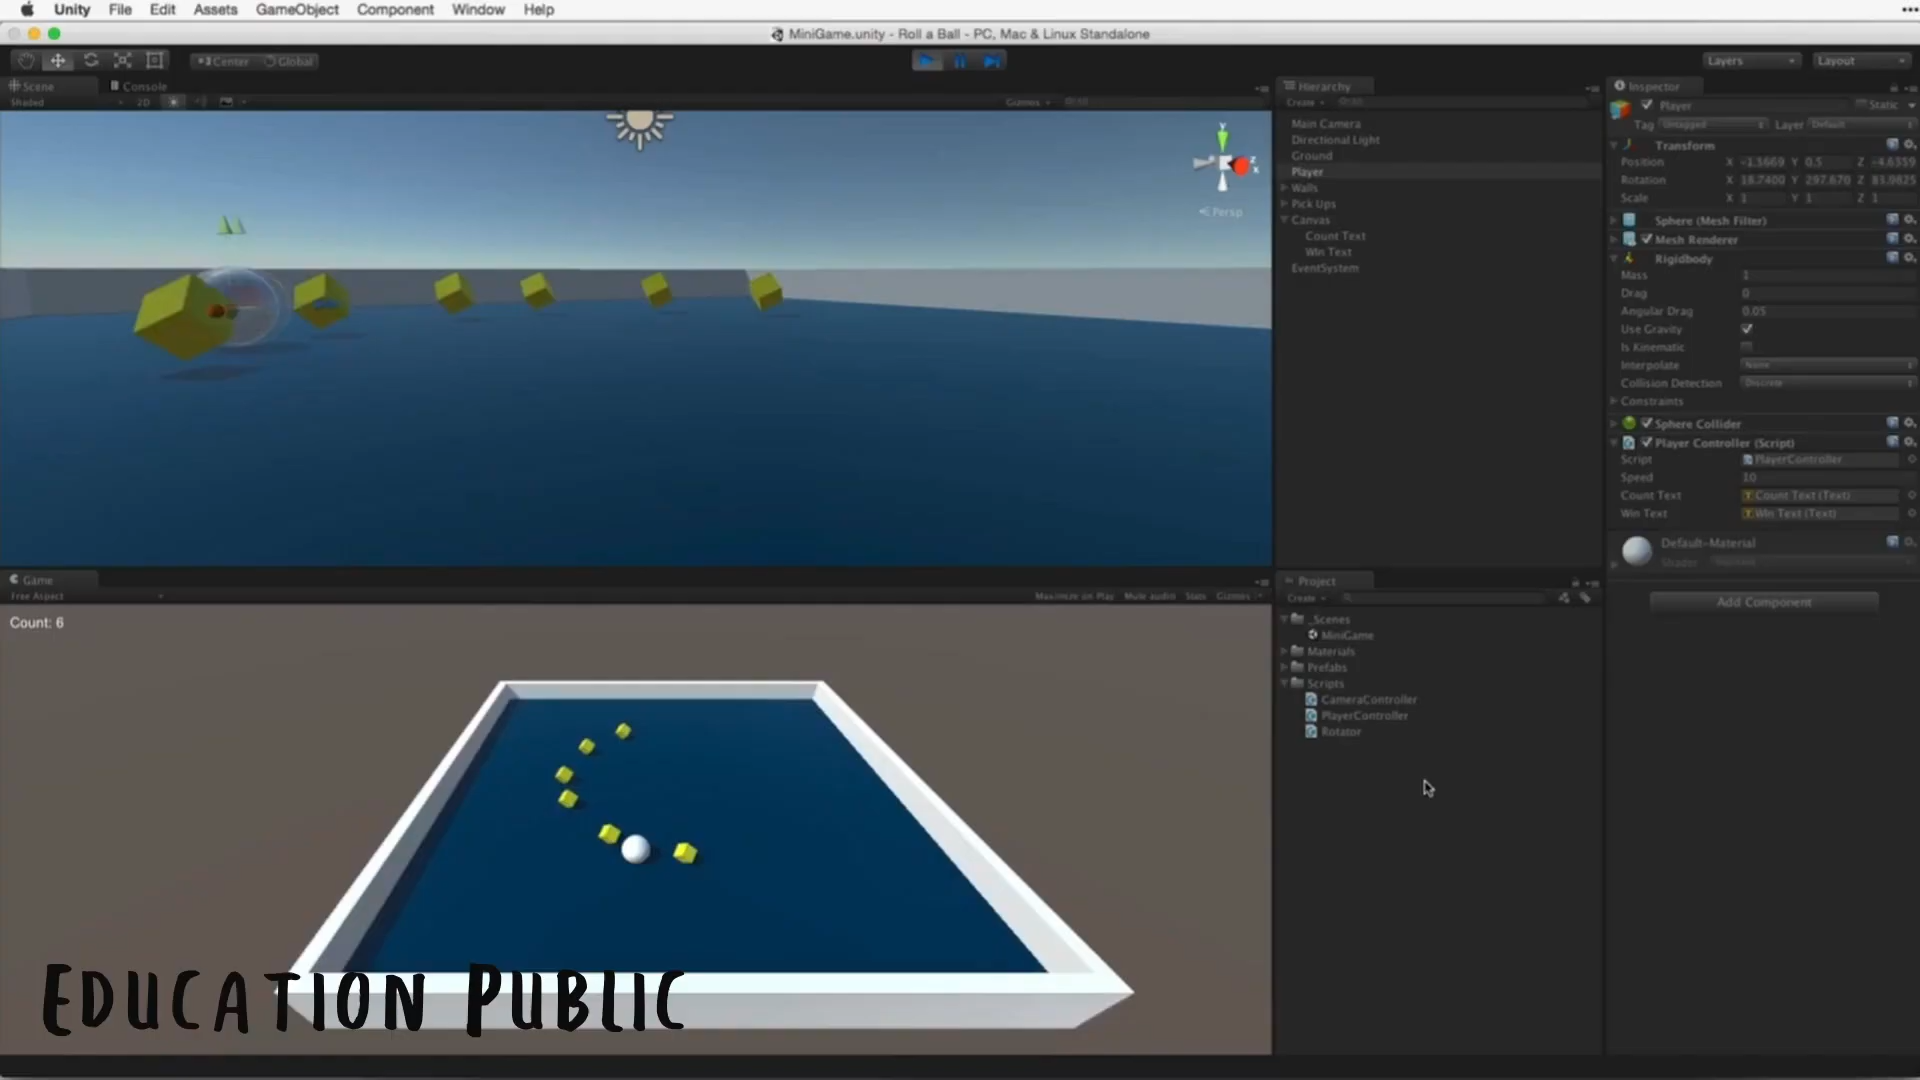 Unity File Edit Assets GameObject Component Window Help
MiniGame.unity - Roll a Ball - PC, Mac & Linux Standalone
Center Global
Layers Layout
Scene Console
Shaded 2D Gizmos All
y z x
Persp
Hierarchy
Create All
Main Camera
Directional Light
Ground
Player
Walls
Pick Ups
Canvas
Count Text
Win Text
EventSystem
Inspector
Player Static
Tag Untagged Layer Default
Transform
Position X -1.5669 Y 0.5 Z -4.6359
Rotation X 18.7400 Y 297.670 Z 83.9825
Scale X 1 Y 1 Z 1
Sphere (Mesh Filter)
Mesh Renderer
Rigidbody
Mass 1
Drag 0
Angular Drag 0.05
Use Gravity
Is Kinematic
Interpolate None
Collision Detection Discrete
Constraints
Sphere Collider
Player Controller (Script)
Script PlayerController
Speed 10
Count Text Count Text (Text)
Win Text Win Text (Text)
Default-Material
Shader
Add Component
Game
Free Aspect Maximize on Play Mute audio Stats Gizmos
Count: 6
Project
Create
_Scenes
MiniGame
Materials
Prefabs
Scripts
CameraController
PlayerController
Rotator
EDUCATION PUBLIC